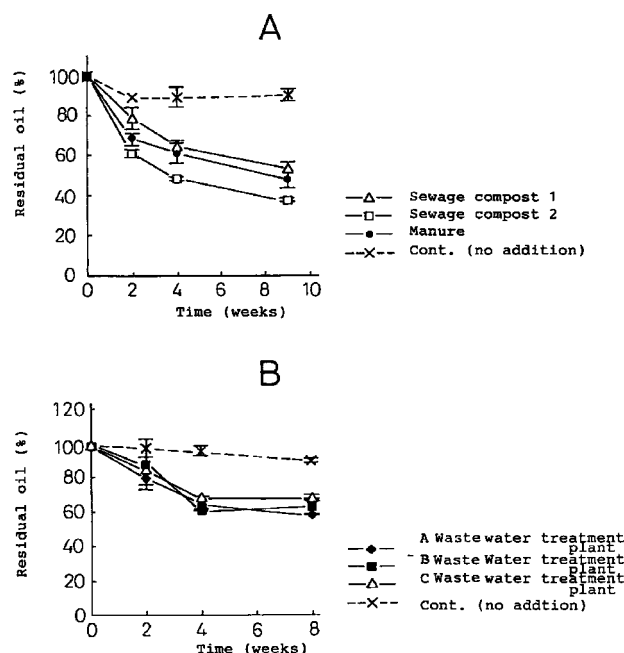 A
Residual oil (%)
100
80
60
40
20
0
0 2 4 6 8 10
Time (weeks)
Sewage compost 1
Sewage compost 2
Manure
Cont. (no addition)
B
Residual oil (%)
120
100
80
60
40
20
0
0 2 4 6 8
Time (weeks)
A Waste water treatment plant
B Waste Water treatment plant
C Waste water treatment plant
Cont. (no addtion)